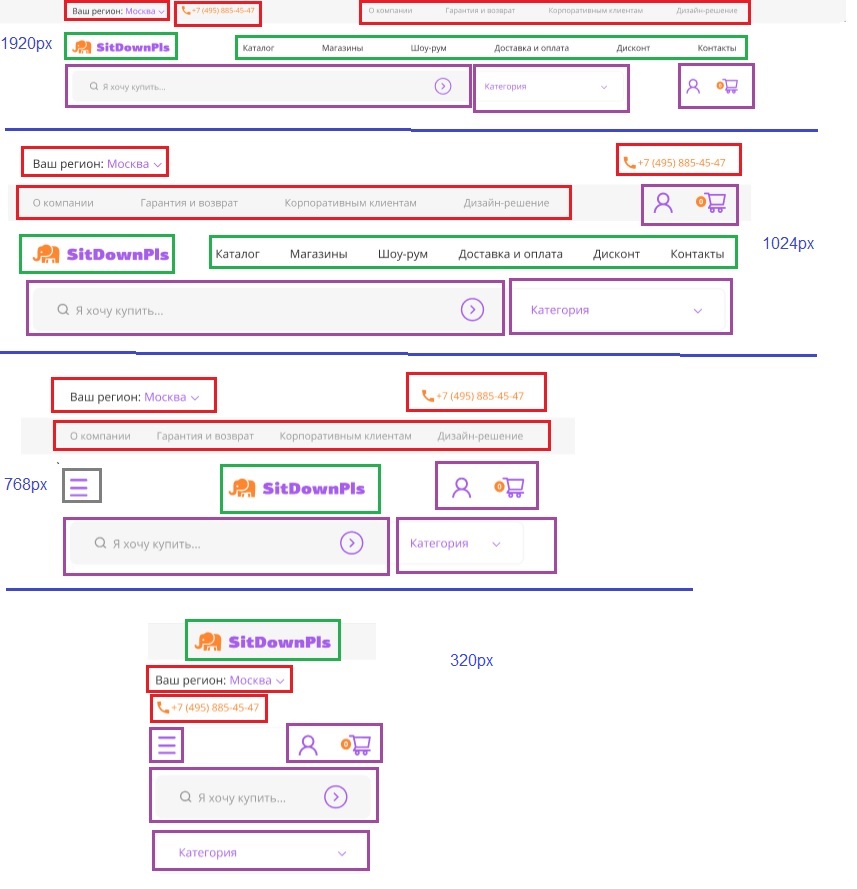 Ваш регион: Москва +7 (495) 885-45-47 О компании Гарантия и возврат Корпоративным клиентам Дизайн-решение
1920px
SitDownPls Каталог Магазины Шоу-рум Доставка и оплата Дисконт Контакты
Я хочу купить... Категория 0
Ваш регион: Москва +7 (495) 885-45-47
О компании Гарантия и возврат Корпоративным клиентам Дизайн-решение 0
1024px
SitDownPls Каталог Магазины Шоу-рум Доставка и оплата Дисконт Контакты
Я хочу купить... Категория
Ваш регион: Москва +7 (495) 885-45-47
О компании Гарантия и возврат Корпоративным клиентам Дизайн-решение
768px
SitDownPls 0
Я хочу купить... Категория
SitDownPls
320px
Ваш регион: Москва
+7 (495) 885-45-47
0
Я хочу купить...
Категория